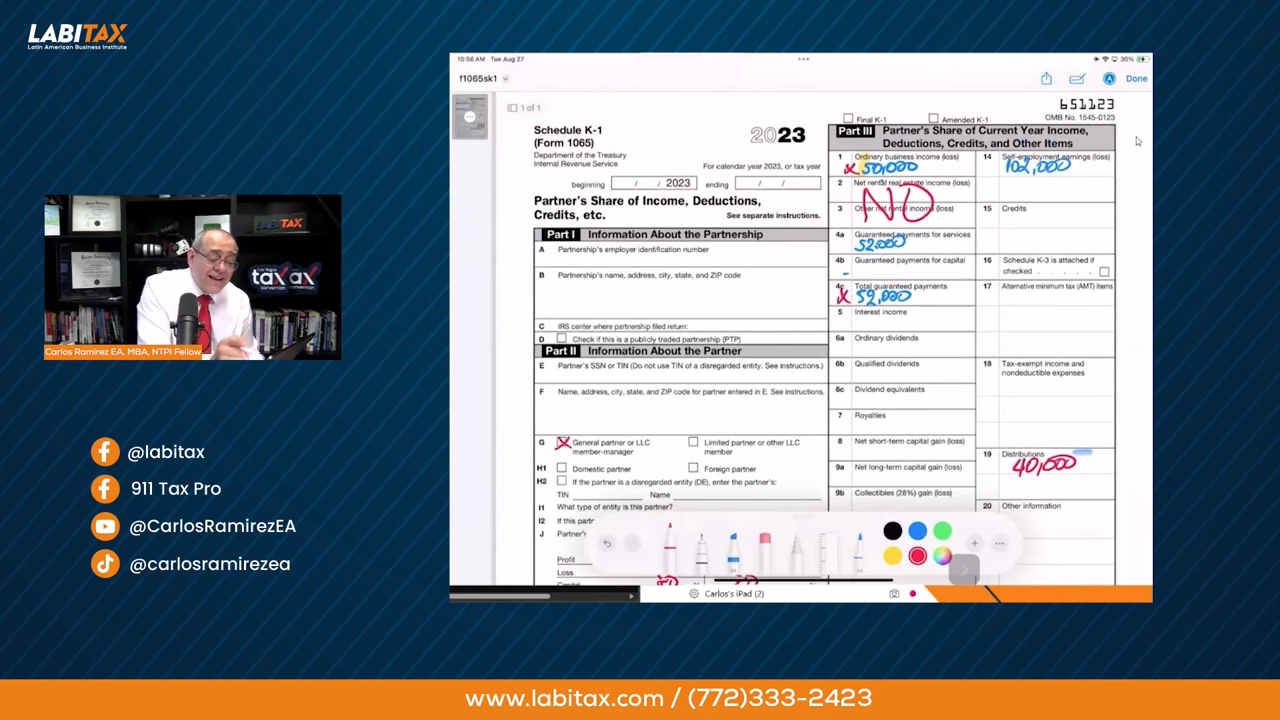 LABITAX
Latin American Business Institute
10:56 AM Tue Aug 27
30%
f1065sk1
Done
1 of 1
651123
OMB No. 1545-0123
Final K-1
Amended K-1
Schedule K-1
(Form 1065)
2023
Department of the Treasury
Internal Revenue Service
For calendar year 2023, or tax year
beginning / / 2023 ending / /
Partner's Share of Income, Deductions,
Credits, etc.
See separate instructions.
Part I Information About the Partnership
A Partnership's employer identification number
B Partnership's name, address, city, state, and ZIP code
C IRS center where partnership filed return:
D Check if this is a publicly traded partnership (PTP)
Part II Information About the Partner
E Partner's SSN or TIN (Do not use TIN of a disregarded entity. See instructions.)
F Name, address, city, state, and ZIP code for partner entered in E. See instructions.
G X General partner or LLC
member-manager
Limited partner or other LLC
member
H1 Domestic partner
Foreign partner
H2 If the partner is a disregarded entity (DE), enter the partner's:
TIN Name
I1 What type of entity is this partner?
I2 If this part
J Partner's
Profit
Loss
Capital
Part III Partner's Share of Current Year Income,
Deductions, Credits, and Other Items
1 Ordinary business income (loss)
X 50,000
2 Net rental real estate income (loss)
NO
3 Other net rental income (loss)
4a Guaranteed payments for services
52,000
4b Guaranteed payments for capital
-
4c Total guaranteed payments
X 52,000
5 Interest income
6a Ordinary dividends
6b Qualified dividends
6c Dividend equivalents
7 Royalties
8 Net short-term capital gain (loss)
9a Net long-term capital gain (loss)
9b Collectibles (28%) gain (loss)
14 Self-employment earnings (loss)
102,000
15 Credits
16 Schedule K-3 is attached if
checked . . . . .
17 Alternative minimum tax (AMT) items
18 Tax-exempt income and
nondeductible expenses
19 Distributions
40,000
20 Other information
Carlos's iPad (2)
LABITAX
tax
convention
Carlos Ramirez EA, MBA, NTPI Fellow
@labitax
911 Tax Pro
@CarlosRamirezEA
@carlosramirezea
www.labitax.com / (772)333-2423